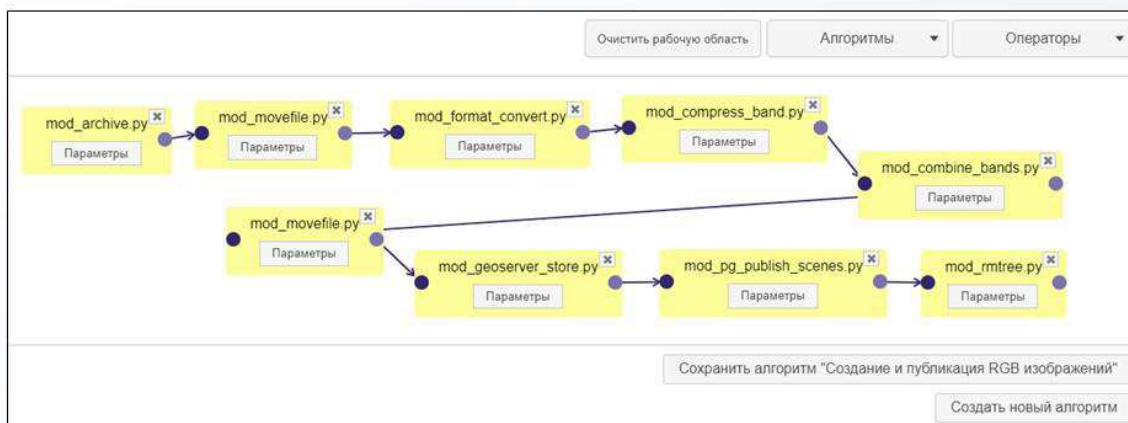 Очистить рабочую область
Алгоритмы
Операторы
mod_archive.py
Параметры
mod_movefile.py
Параметры
mod_format_convert.py
Параметры
mod_compress_band.py
Параметры
mod_combine_bands.py
Параметры
mod_movefile.py
Параметры
mod_geoserver_store.py
Параметры
mod_pg_publish_scenes.py
Параметры
mod_rmtree.py
Параметры
Сохранить алгоритм "Создание и публикация RGB изображений"
Создать новый алгоритм